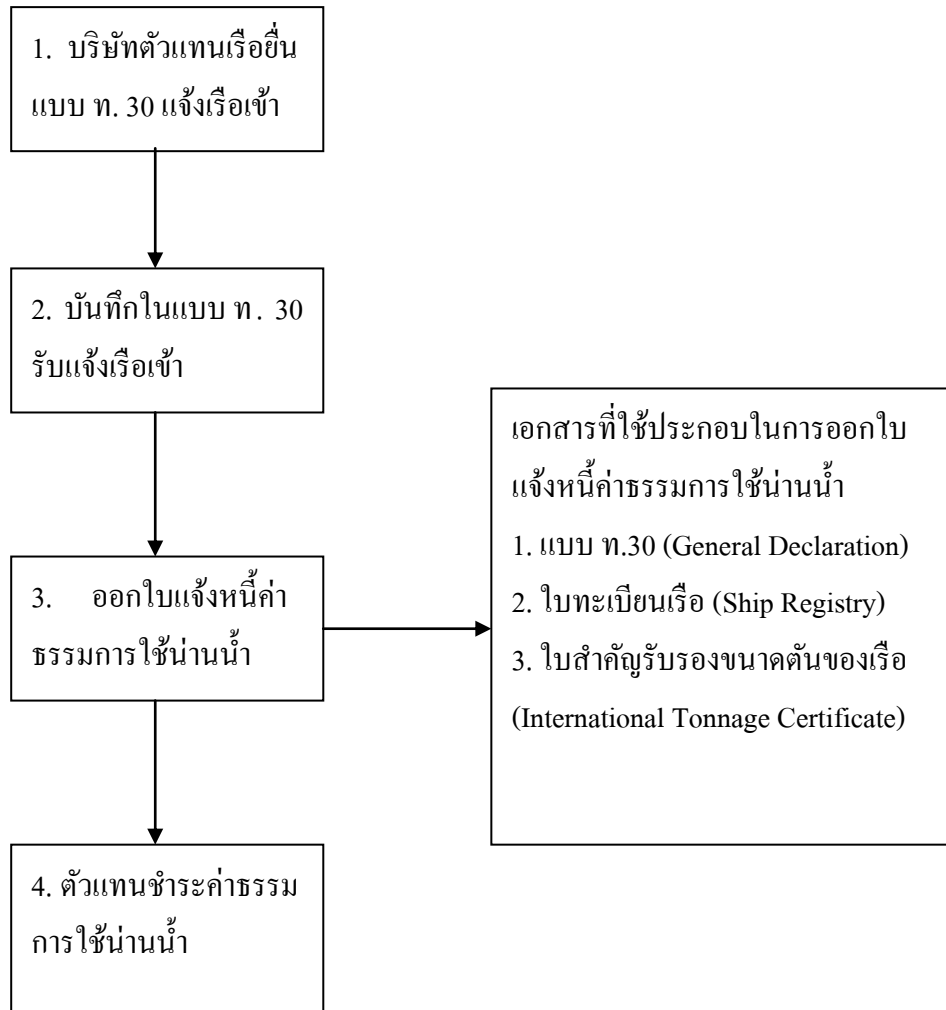 1. บริษัทตัวแทนเรือยื่น
แบบ ท. 30 แจ้งเรือเข้า
2. บันทึกในแบบ ท. 30
รับแจ้งเรือเข้า
3. ออกใบแจ้งหนี้ค่า
ธรรมการใช้น่านน้ำ
เอกสารที่ใช้ประกอบในการออกใบ
แจ้งหนี้ค่าธรรมการใช้น่านน้ำ
1. แบบ ท.30 (General Declaration)
2. ใบทะเบียนเรือ (Ship Registry)
3. ใบสำคัญรับรองขนาดตันของเรือ
(International Tonnage Certificate)
4. ตัวแทนชำระค่าธรรม
การใช้น่านน้ำ